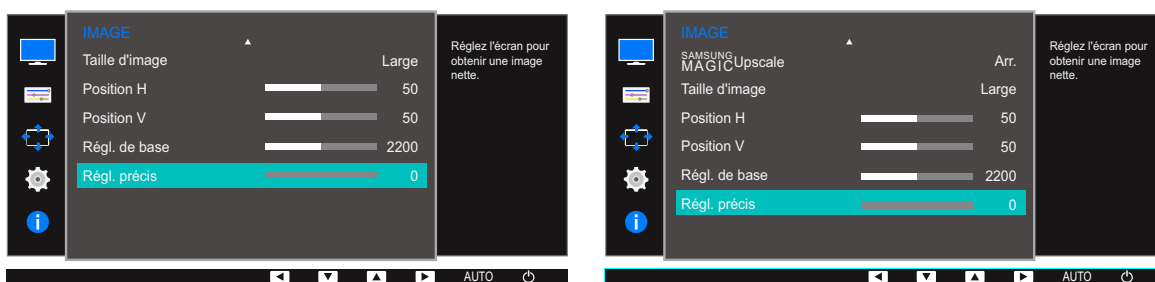 IMAGE
Taille d'image Large
Position H 50
Position V 50
Régl. de base 2200
Régl. précis 0
Réglez l'écran pour
obtenir une image
nette.
AUTO
IMAGE
SAMSUNG
MAGICUpscale Arr.
Taille d'image Large
Position H 50
Position V 50
Régl. de base 2200
Régl. précis 0
Réglez l'écran pour
obtenir une image
nette.
AUTO